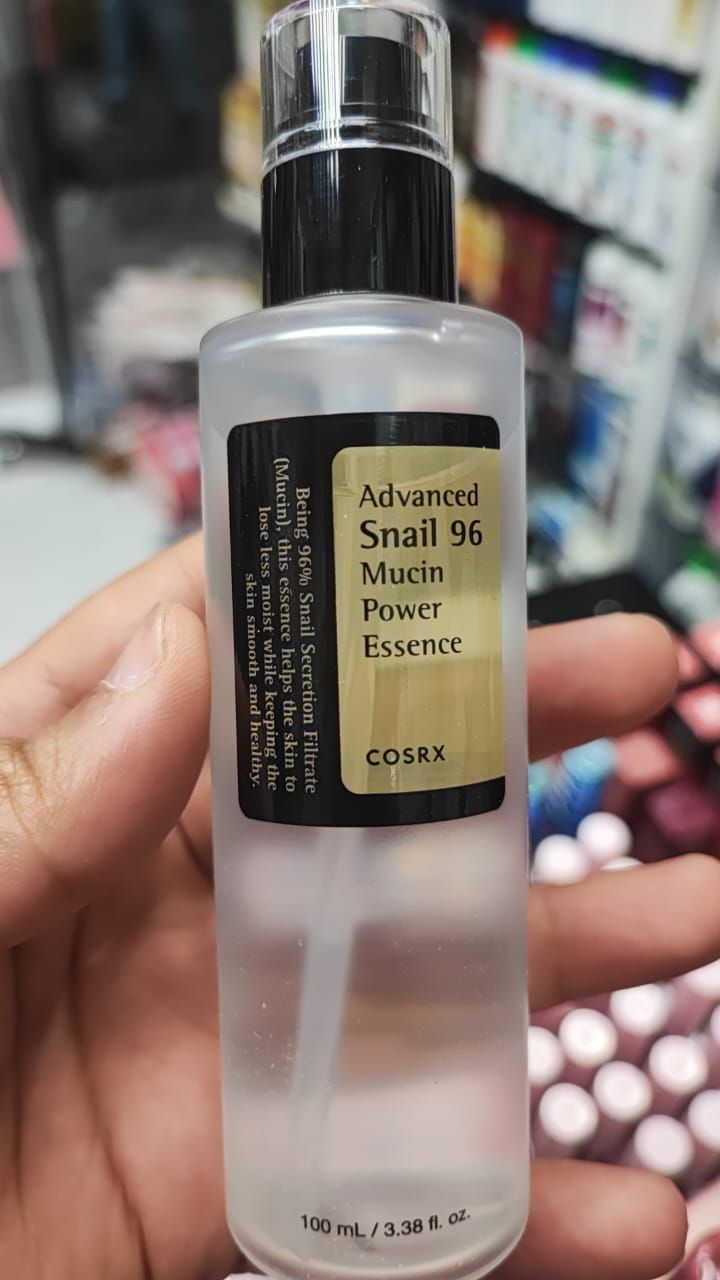 Advanced
Snail 96
Mucin
Power
Essence
COSRX
Being 96% Snail Secretion Filtrate
(Mucin), this essence helps the skin to
lose less moist while keeping the
skin smooth and healthy.
100 mL / 3.38 fl. oz.